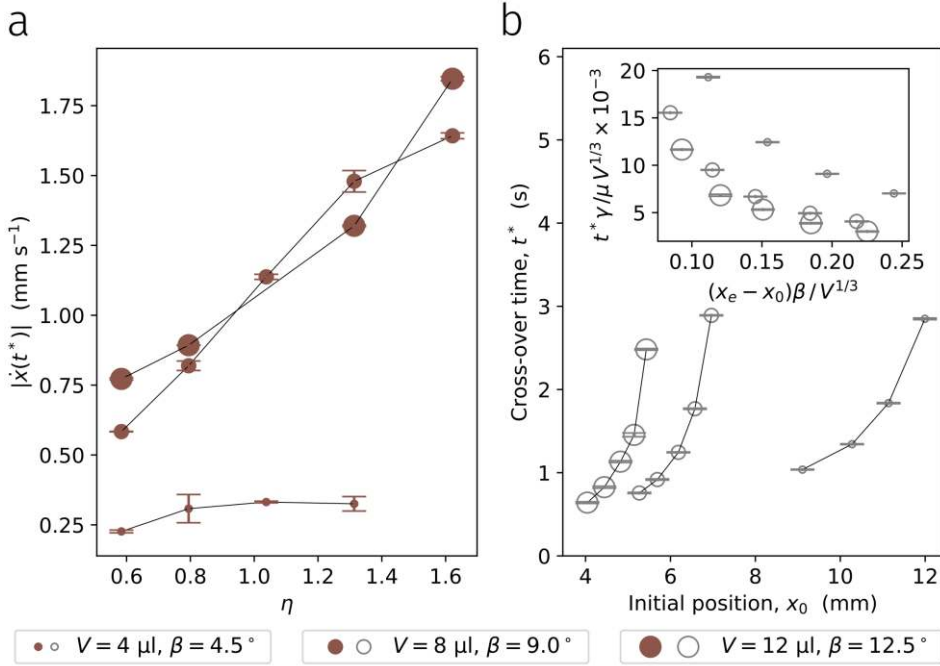 a
1.75
1.50
1.25
1.00
0.75
0.50
0.25
|ẋ(t*)| (mm s⁻¹)
0.6 0.8 1.0 1.2 1.4 1.6
η
b
6
5
4
3
2
1
0
Cross-over time, t* (s)
4 6 8 10 12
Initial position, x₀ (mm)
20
15
10
5
t* γ/μ V^{1/3} × 10⁻³
0.10 0.15 0.20 0.25
(xₑ − x₀)β/V^{1/3}
V = 4 μl, β = 4.5°
V = 8 μl, β = 9.0°
V = 12 μl, β = 12.5°